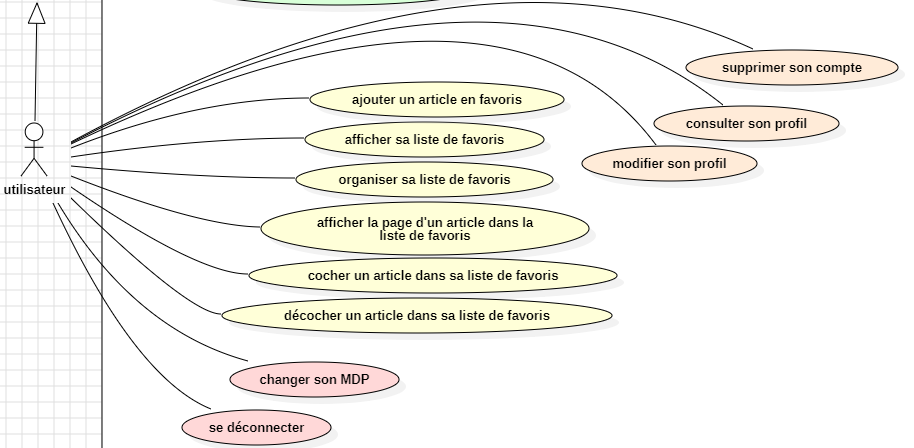 supprimer son compte
ajouter un article en favoris
consulter son profil
afficher sa liste de favoris
modifier son profil
organiser sa liste de favoris
utilisateur
afficher la page d'un article dans la
liste de favoris
cocher un article dans sa liste de favoris
décocher un article dans sa liste de favoris
changer son MDP
se déconnecter